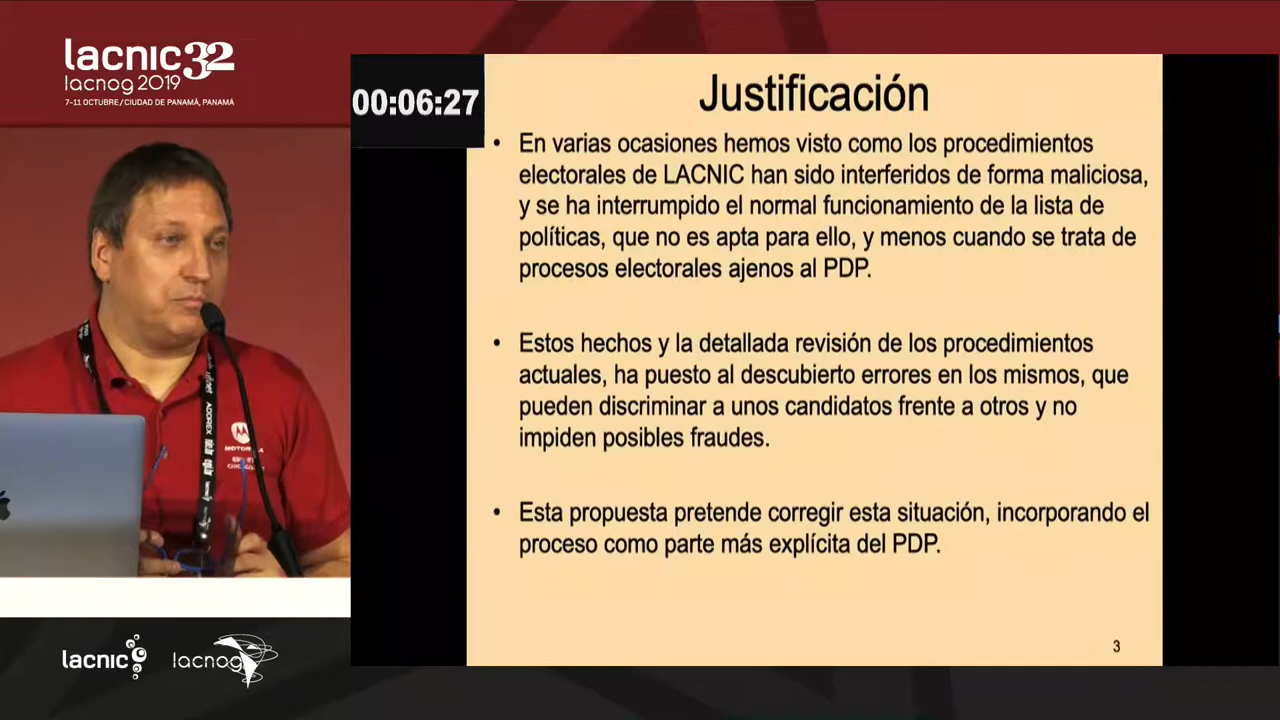 lacnic32
lacnog 2019
7-11 OCTUBRE / CIUDAD DE PANAMÁ, PANAMÁ
00:06:27
Justificación
• En varias ocasiones hemos visto como los procedimientos
electorales de LACNIC han sido interferidos de forma maliciosa,
y se ha interrumpido el normal funcionamiento de la lista de
políticas, que no es apta para ello, y menos cuando se trata de
procesos electorales ajenos al PDP.
• Estos hechos y la detallada revisión de los procedimientos
actuales, ha puesto al descubierto errores en los mismos, que
pueden discriminar a unos candidatos frente a otros y no
impiden posibles fraudes.
• Esta propuesta pretende corregir esta situación, incorporando el
proceso como parte más explícita del PDP.
3
MOTOROLA
lacnic
lacnog